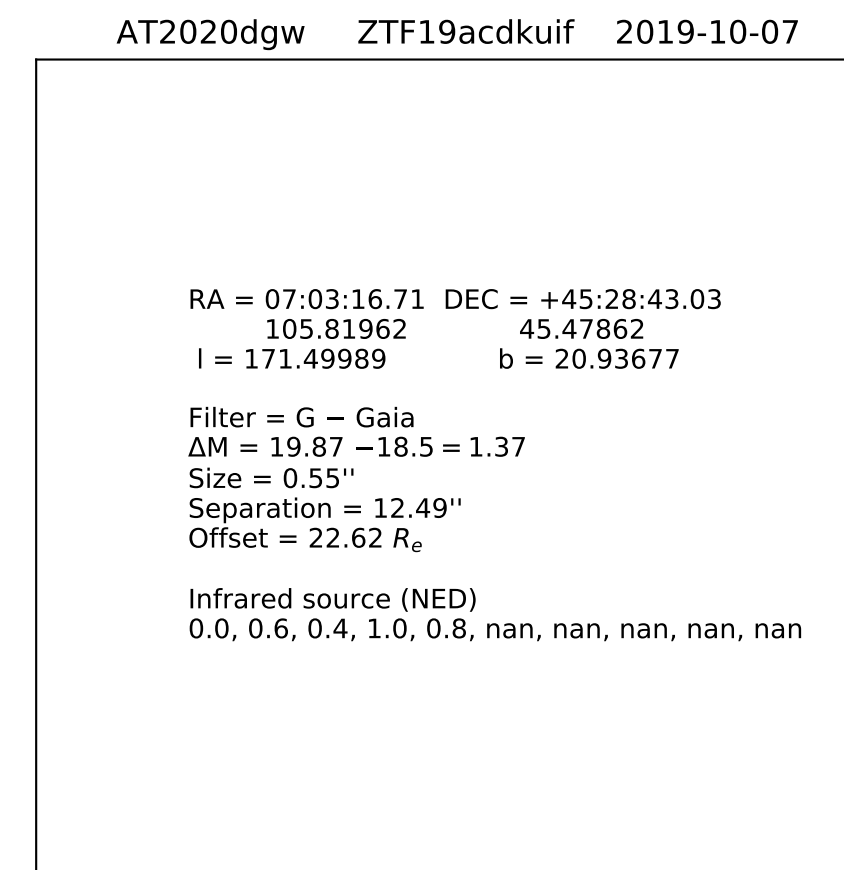 AT2020dgw ZTF19acdkuif 2019-10-07
RA = 07:03:16.71 DEC = +45:28:43.03
105.81962 45.47862
l = 171.49989 b = 20.93677
Filter = G − Gaia
ΔM = 19.87 −18.5 = 1.37
Size = 0.55''
Separation = 12.49''
Offset = 22.62 Re
Infrared source (NED)
0.0, 0.6, 0.4, 1.0, 0.8, nan, nan, nan, nan, nan